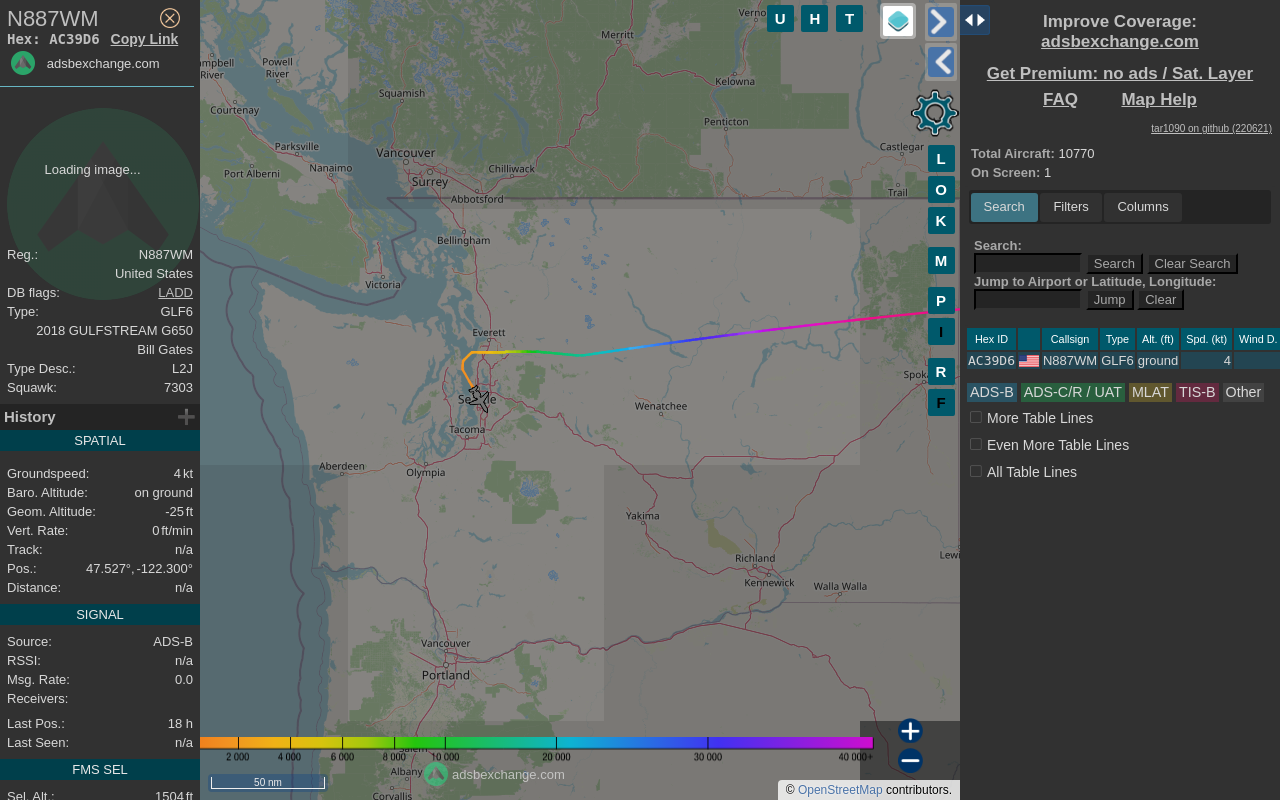 N887WM
Hex: AC39D6 Copy Link
adsbexchange.com
Loading image...
Reg.: N887WM
United States
DB flags: LADD
Type: GLF6
2018 GULFSTREAM G650
Bill Gates
Type Desc.: L2J
Squawk: 7303
History
SPATIAL
Groundspeed: 4 kt
Baro. Altitude: on ground
Geom. Altitude: -25 ft
Vert. Rate: 0 ft/min
Track: n/a
Pos.: 47.527°, -122.300°
Distance: n/a
SIGNAL
Source: ADS-B
RSSI: n/a
Msg. Rate: 0.0
Receivers:
Last Pos.: 18 h
Last Seen: n/a
FMS SEL
Sel. Alt.: 1504 ft
U H T
L
O
K
M
P
I
R
F
Merritt
Powell
River
River
Kelowna
Squamish
Courtenay
Penticton
Parksville
Vancouver
Castlegar
Nanaimo
Chilliwack
Port Alberni
Surrey
Trail
Abbotsford
Bellingham
Victoria
Everett
Wenatchee
Tacoma
Aberdeen
Olympia
Yakima
Richland
Kennewick
Walla Walla
Vancouver
Portland
Albany
Corvallis
2 000 4 000 6 000 8 000 10 000 20 000 30 000 40 000+
50 nm
adsbexchange.com
© OpenStreetMap contributors.
Improve Coverage:
adsbexchange.com
Get Premium: no ads / Sat. Layer
FAQ Map Help
tar1090 on github (220621)
Total Aircraft: 10770
On Screen: 1
Search Filters Columns
Search:
Search Clear Search
Jump to Airport or Latitude, Longitude:
Jump Clear
Hex ID Callsign Type Alt. (ft) Spd. (kt) Wind D.
AC39D6 N887WM GLF6 ground 4
ADS-B ADS-C/R / UAT MLAT TIS-B Other
More Table Lines
Even More Table Lines
All Table Lines